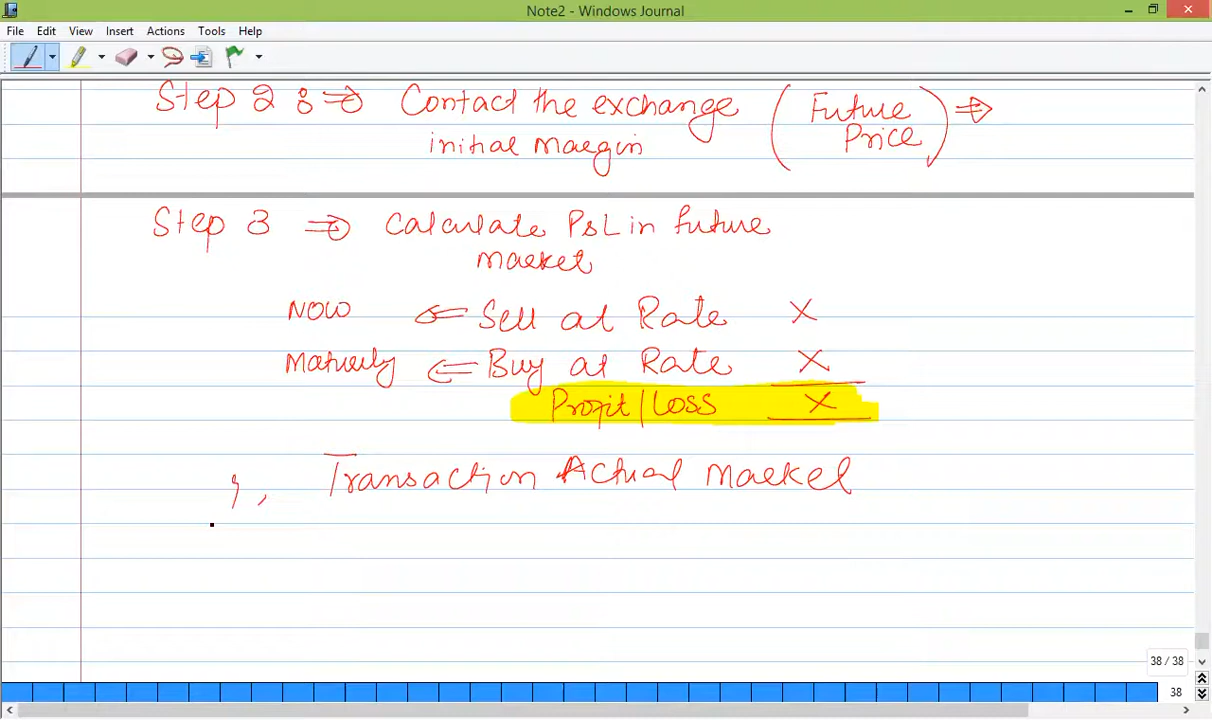 Note2 - Windows Journal
File Edit View Insert Actions Tools Help
Step 2 : ⇒ Contact the exchange (Future Price) ⇒
initial margin
Step 3 ⇒ Calculate P&L in future
market
Now ⇐ Sell at Rate X
Maturity ⇐ Buy at Rate X
Profit/Loss X
Transaction Actual Market
38 / 38
38